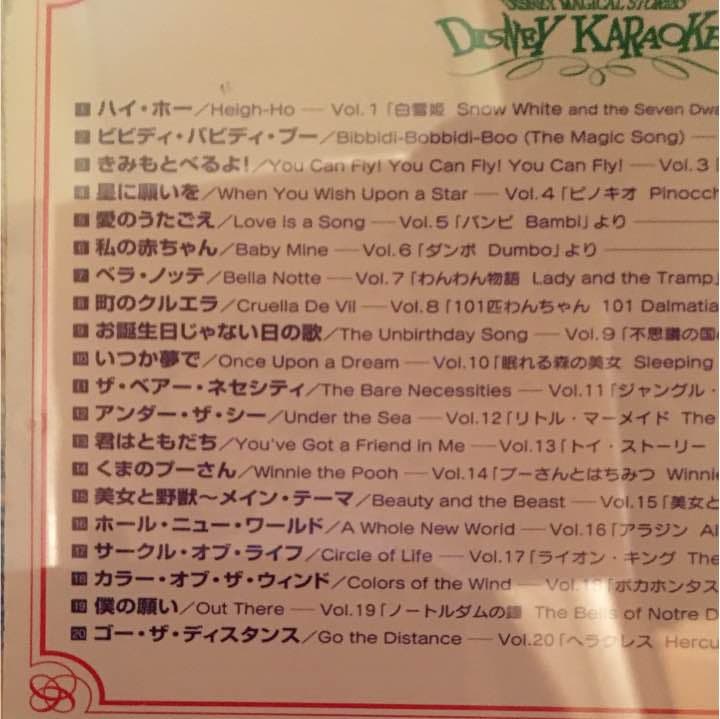 DISNEY MAGICAL STORIES
DISNEY KARAOKE
1 ハイ・ホー/Heigh-Ho — Vol.1「白雪姫 Snow White and the Seven Dwa
2 ビビディ・バビディ・ブー/Bibbidi-Bobbidi-Boo (The Magic Song) —
3 きみもとべるよ!/You Can Fly! You Can Fly! You Can Fly! — Vol.3「
4 星に願いを/When You Wish Upon a Star — Vol.4「ピノキオ Pinocch
5 愛のうたごえ/Love is a Song — Vol.5「バンビ Bambi」より
6 私の赤ちゃん/Baby Mine — Vol.6「ダンボ Dumbo」より
7 ベラ・ノッテ/Bella Notte — Vol.7「わんわん物語 Lady and the Tramp」
8 町のクルエラ/Cruella De Vil — Vol.8「101匹わんちゃん 101 Dalmatia
9 お誕生日じゃない日の歌/The Unbirthday Song — Vol.9「不思議の国の
10 いつか夢で/Once Upon a Dream — Vol.10「眠れる森の美女 Sleeping
11 ザ・ベアー・ネセシティ/The Bare Necessities — Vol.11「ジャングル・
12 アンダー・ザ・シー/Under the Sea — Vol.12「リトル・マーメイド The
13 君はともだち/You've Got a Friend in Me — Vol.13「トイ・ストーリー
14 くまのプーさん/Winnie the Pooh — Vol.14「プーさんとはちみつ Winni
15 美女と野獣〜メイン・テーマ/Beauty and the Beast — Vol.15「美女と
16 ホール・ニュー・ワールド/A Whole New World — Vol.16「アラジン Al
17 サークル・オブ・ライフ/Circle of Life — Vol.17「ライオン・キング The
18 カラー・オブ・ザ・ウィンド/Colors of the Wind — Vol.18「ポカホンタス
19 僕の願い/Out There — Vol.19「ノートルダムの鐘 The Bells of Notre D
20 ゴー・ザ・ディスタンス/Go the Distance — Vol.20「ヘラクレス Hercu